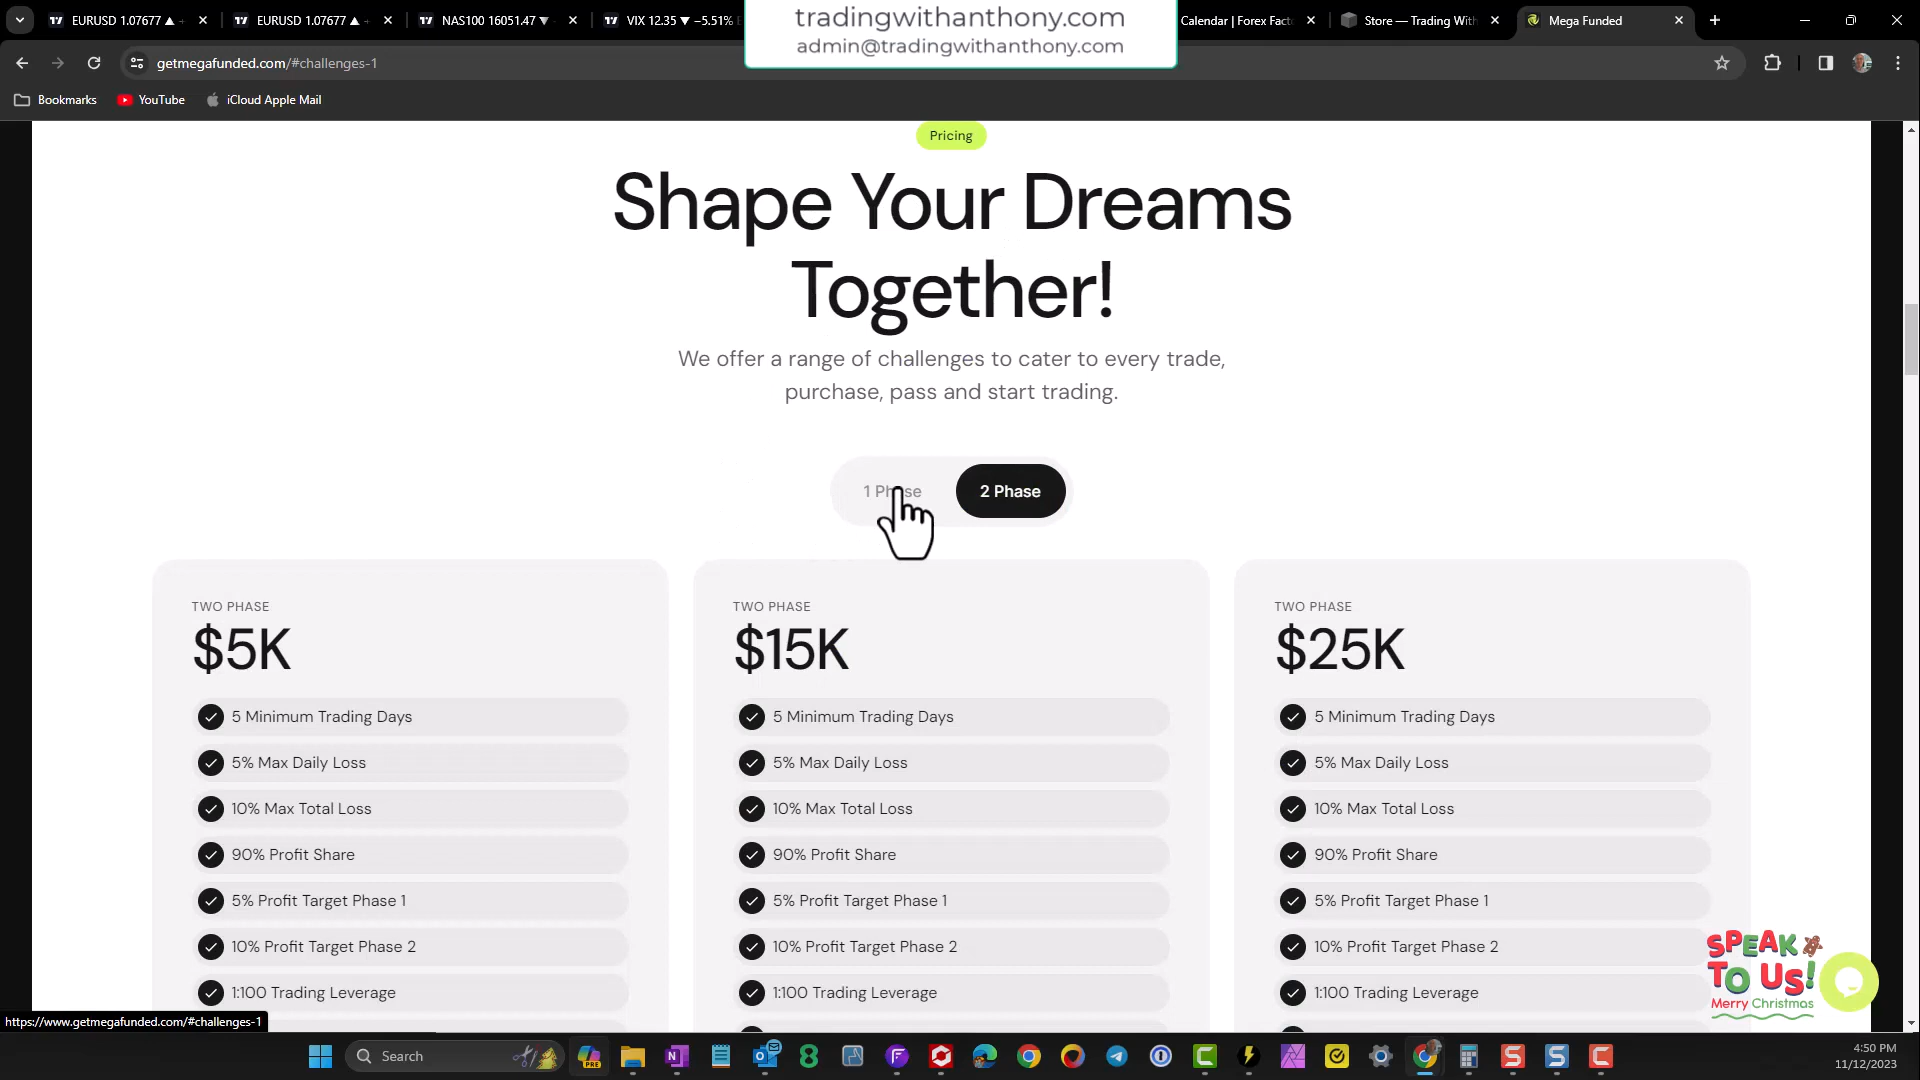 EURUSD 1.07677 ▲
EURUSD 1.07677 ▲
NAS100 16051.47 ▼
VIX 12.35 ▼ −5.51%
tradingwithanthony.com
admin@tradingwithanthony.com
Calendar | Forex Fact
Store — Trading With
Mega Funded
getmegafunded.com/#challenges-1
Bookmarks
YouTube
iCloud Apple Mail
Pricing
Shape Your Dreams
Together!
We offer a range of challenges to cater to every trade,
purchase, pass and start trading.
1 Phase
2 Phase
TWO PHASE
$5K
5 Minimum Trading Days
5% Max Daily Loss
10% Max Total Loss
90% Profit Share
5% Profit Target Phase 1
10% Profit Target Phase 2
1:100 Trading Leverage
TWO PHASE
$15K
5 Minimum Trading Days
5% Max Daily Loss
10% Max Total Loss
90% Profit Share
5% Profit Target Phase 1
10% Profit Target Phase 2
1:100 Trading Leverage
TWO PHASE
$25K
5 Minimum Trading Days
5% Max Daily Loss
10% Max Total Loss
90% Profit Share
5% Profit Target Phase 1
10% Profit Target Phase 2
1:100 Trading Leverage
SPEAK
TO US!
Merry Christmas
https://www.getmegafunded.com/#challenges-1
Search
PRE
4:50 PM
11/12/2023